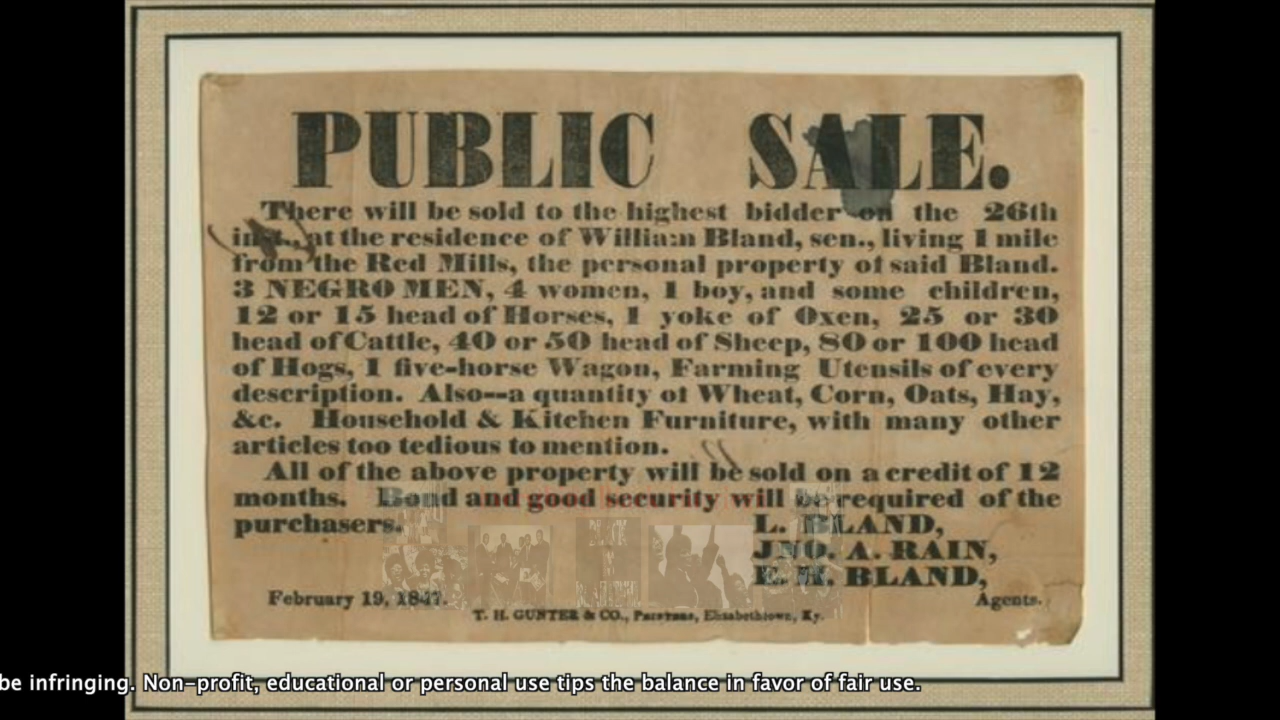 PUBLIC SALE.
There will be sold to the highest bidder on the 26th
inst., at the residence of William Bland, sen., living 1 mile
from the Red Mills, the personal property of said Bland.
3 NEGRO MEN, 4 women, 1 boy, and some children,
12 or 15 head of Horses, 1 yoke of Oxen, 25 or 30
head of Cattle, 40 or 50 head of Sheep, 80 or 100 head
of Hogs, 1 five-horse Wagon, Farming Utensils of every
description. Also--a quantity of Wheat, Corn, Oats, Hay,
&c. Household & Kitchen Furniture, with many other
articles too tedious to mention.
All of the above property will be sold on a credit of 12
months. Bond and good security will be required of the
purchasers.
L. BLAND,
JNO. A. RAIN,
E. H. BLAND,
Agents.
February 19, 1847.
T. H. GUNTER & CO., Printers, Elizabethtown, Ky.
be infringing. Non-profit, educational or personal use tips the balance in favor of fair use.